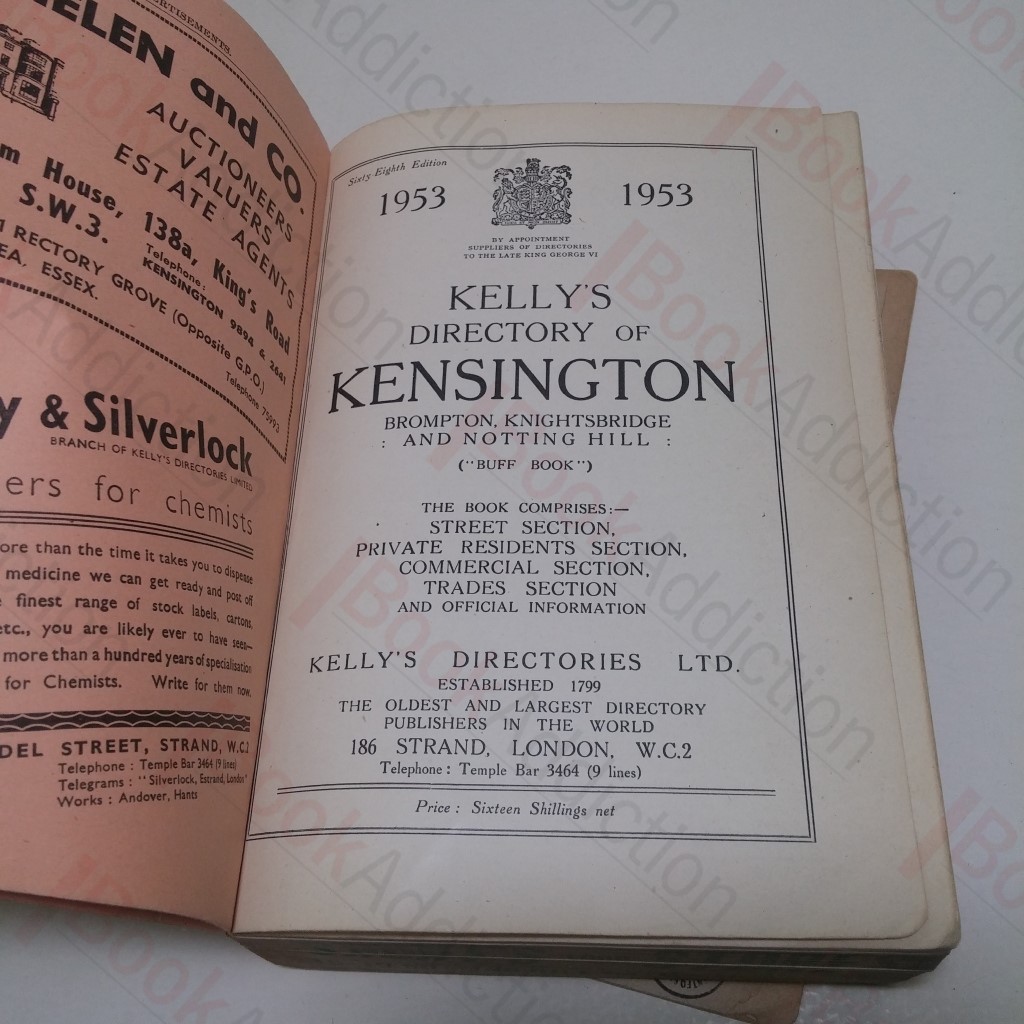 ERTISEMENTS.
ELEN and CO.
AUCTIONEERS
VALUERS
ESTATE AGENTS
m House, 138a, King's Road
S.W.3.
Telephone:
KENSINGTON 9894 & 2641
1 RECTORY GROVE (Opposite G.P.O.)
EA, ESSEX.
Telephone 75993
y & Silverlock
BRANCH OF KELLY'S DIRECTORIES LIMITED
ers for chemists
ore than the time it takes you to dispense
medicine we can get ready and post off
finest range of stock labels, cartons,
etc., you are likely ever to have seen—
more than a hundred years of specialisation
for Chemists. Write for them now.
DEL STREET, STRAND, W.C.2
Telephone : Temple Bar 3464 (9 lines)
Telegrams : "Silverlock, Estrand, London"
Works : Andover, Hants
Sixty Eighth Edition
1953 1953
BY APPOINTMENT
SUPPLIERS OF DIRECTORIES
TO THE LATE KING GEORGE VI
KELLY'S
DIRECTORY OF
KENSINGTON
BROMPTON, KNIGHTSBRIDGE
: AND NOTTING HILL :
("BUFF BOOK")
THE BOOK COMPRISES:—
STREET SECTION,
PRIVATE RESIDENTS SECTION,
COMMERCIAL SECTION,
TRADES SECTION
AND OFFICIAL INFORMATION
KELLY'S DIRECTORIES LTD.
ESTABLISHED 1799
THE OLDEST AND LARGEST DIRECTORY
PUBLISHERS IN THE WORLD
186 STRAND, LONDON, W.C.2
Telephone : Temple Bar 3464 (9 lines)
Price : Sixteen Shillings net
BookAddiction